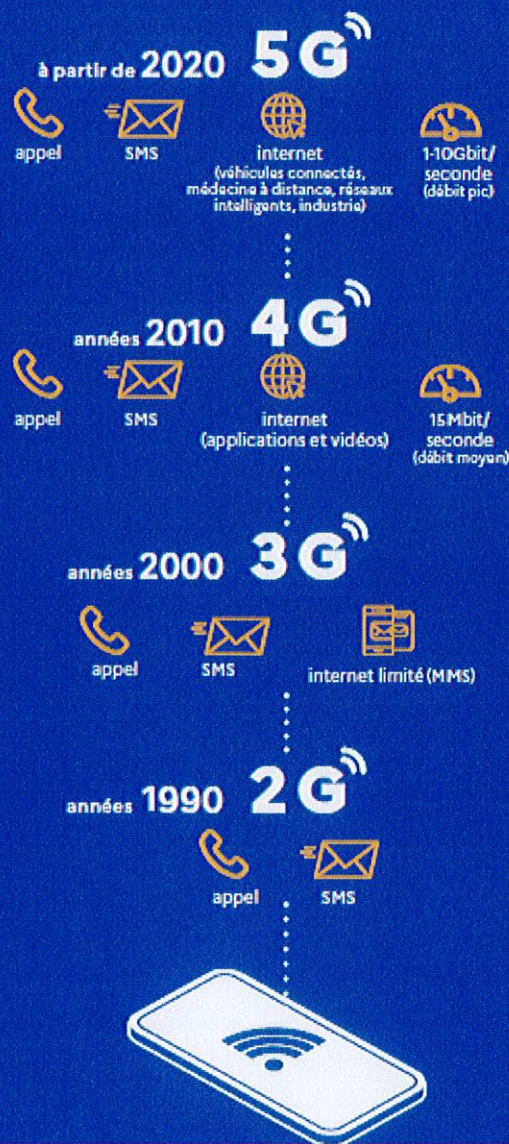 à partir de 2020 5G
appel
SMS
internet
(véhicules connectés,
médecine à distance, réseaux
intelligents, industrie)
1-10Gbit/
seconde
(débit pic)
années 2010 4G
appel
SMS
internet
(applications et vidéos)
15Mbit/
seconde
(débit moyen)
années 2000 3G
appel
SMS
internet limité (MMS)
années 1990 2G
appel
SMS